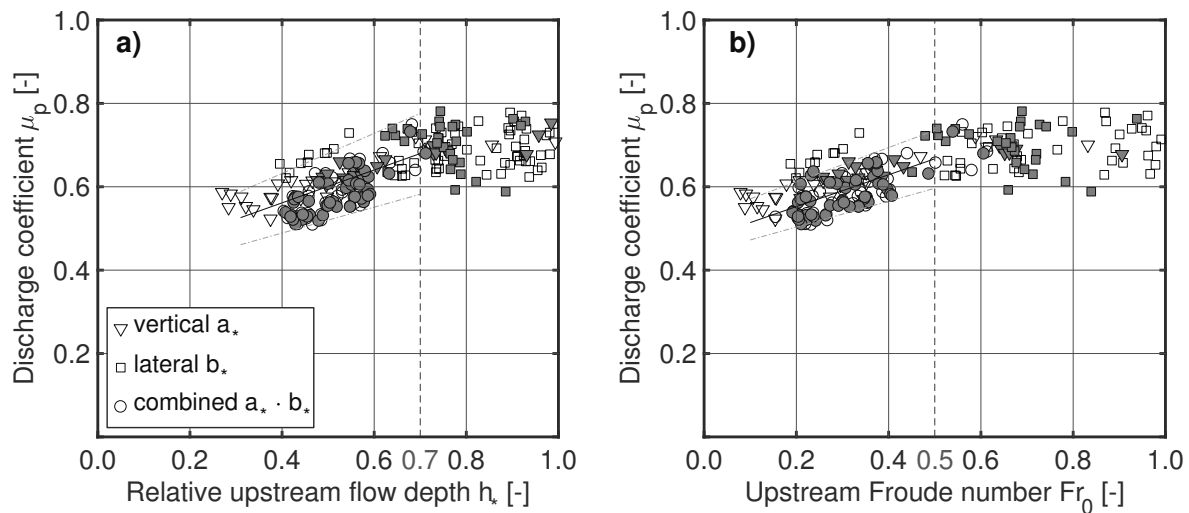 a)
Discharge coefficient μp [-]
1.0
0.8
0.6
0.4
0.2
vertical a*
lateral b*
combined a* · b*
0.0 0.2 0.4 0.6 0.7 0.8 1.0
Relative upstream flow depth h* [-]
b)
Discharge coefficient μp [-]
1.0
0.8
0.6
0.4
0.2
0.0 0.2 0.4 0.5 0.6 0.8 1.0
Upstream Froude number Fr0 [-]